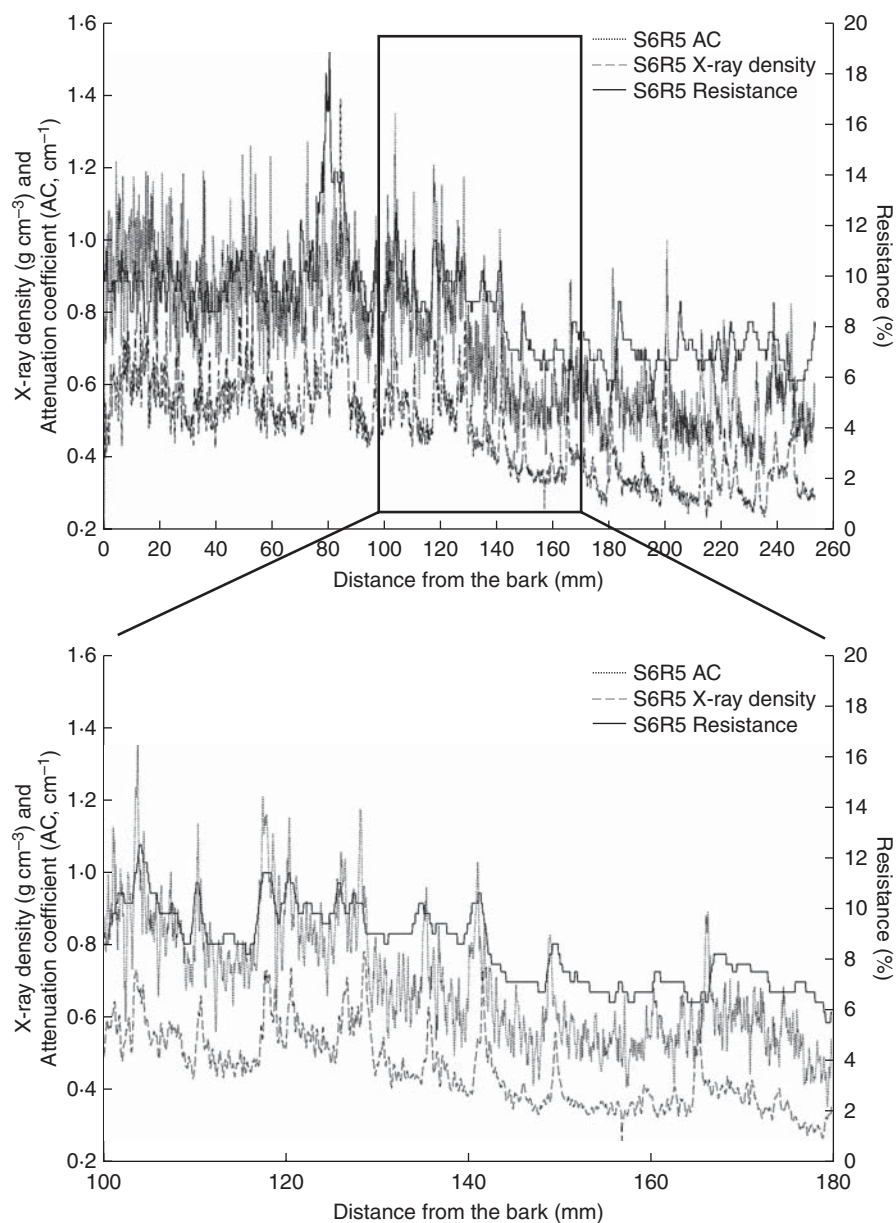 1·6
1·4
1·2
1·0
0·8
0·6
0·4
0·2
X-ray density (g cm⁻³) and
Attenuation coefficient (AC, cm⁻¹)
S6R5 AC
S6R5 X-ray density
S6R5 Resistance
20
18
16
14
12
10
8
6
4
2
0
Resistance (%)
0 20 40 60 80 100 120 140 160 180 200 220 240 260
Distance from the bark (mm)
1·6
1·4
1·2
1·0
0·8
0·6
0·4
0·2
X-ray density (g cm⁻³) and
Attenuation coefficient (AC, cm⁻¹)
S6R5 AC
S6R5 X-ray density
S6R5 Resistance
20
18
16
14
12
10
8
6
4
2
0
Resistance (%)
100 120 140 160 180
Distance from the bark (mm)